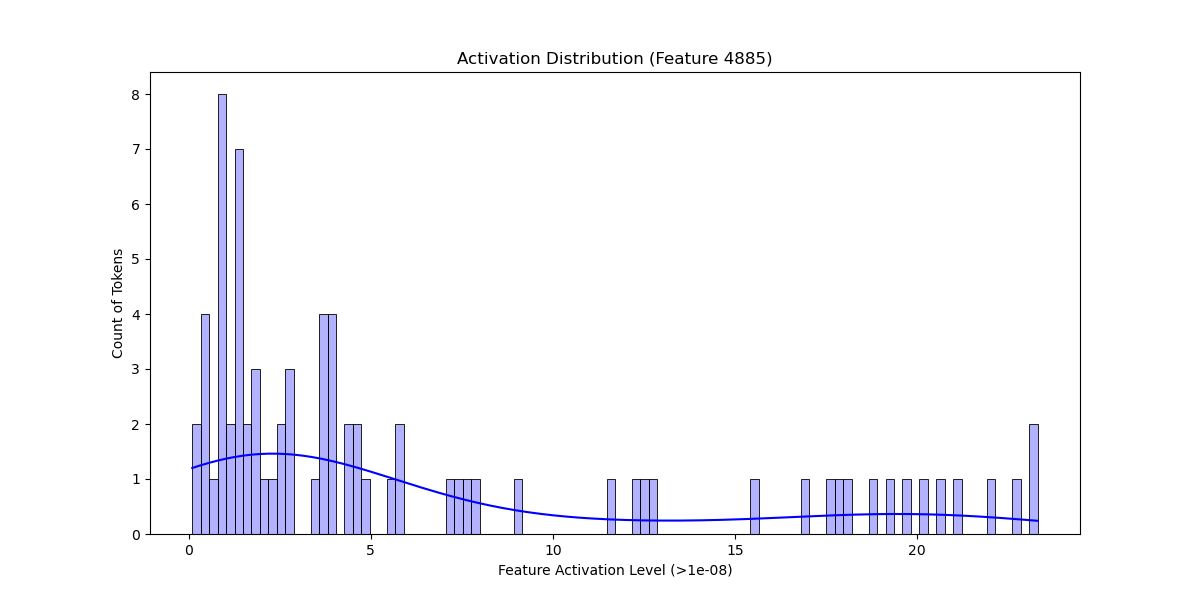 Activation Distribution (Feature 4885)
8
7
6
5
4
3
2
1
0
Count of Tokens
0 5 10 15 20
Feature Activation Level (>1e-08)